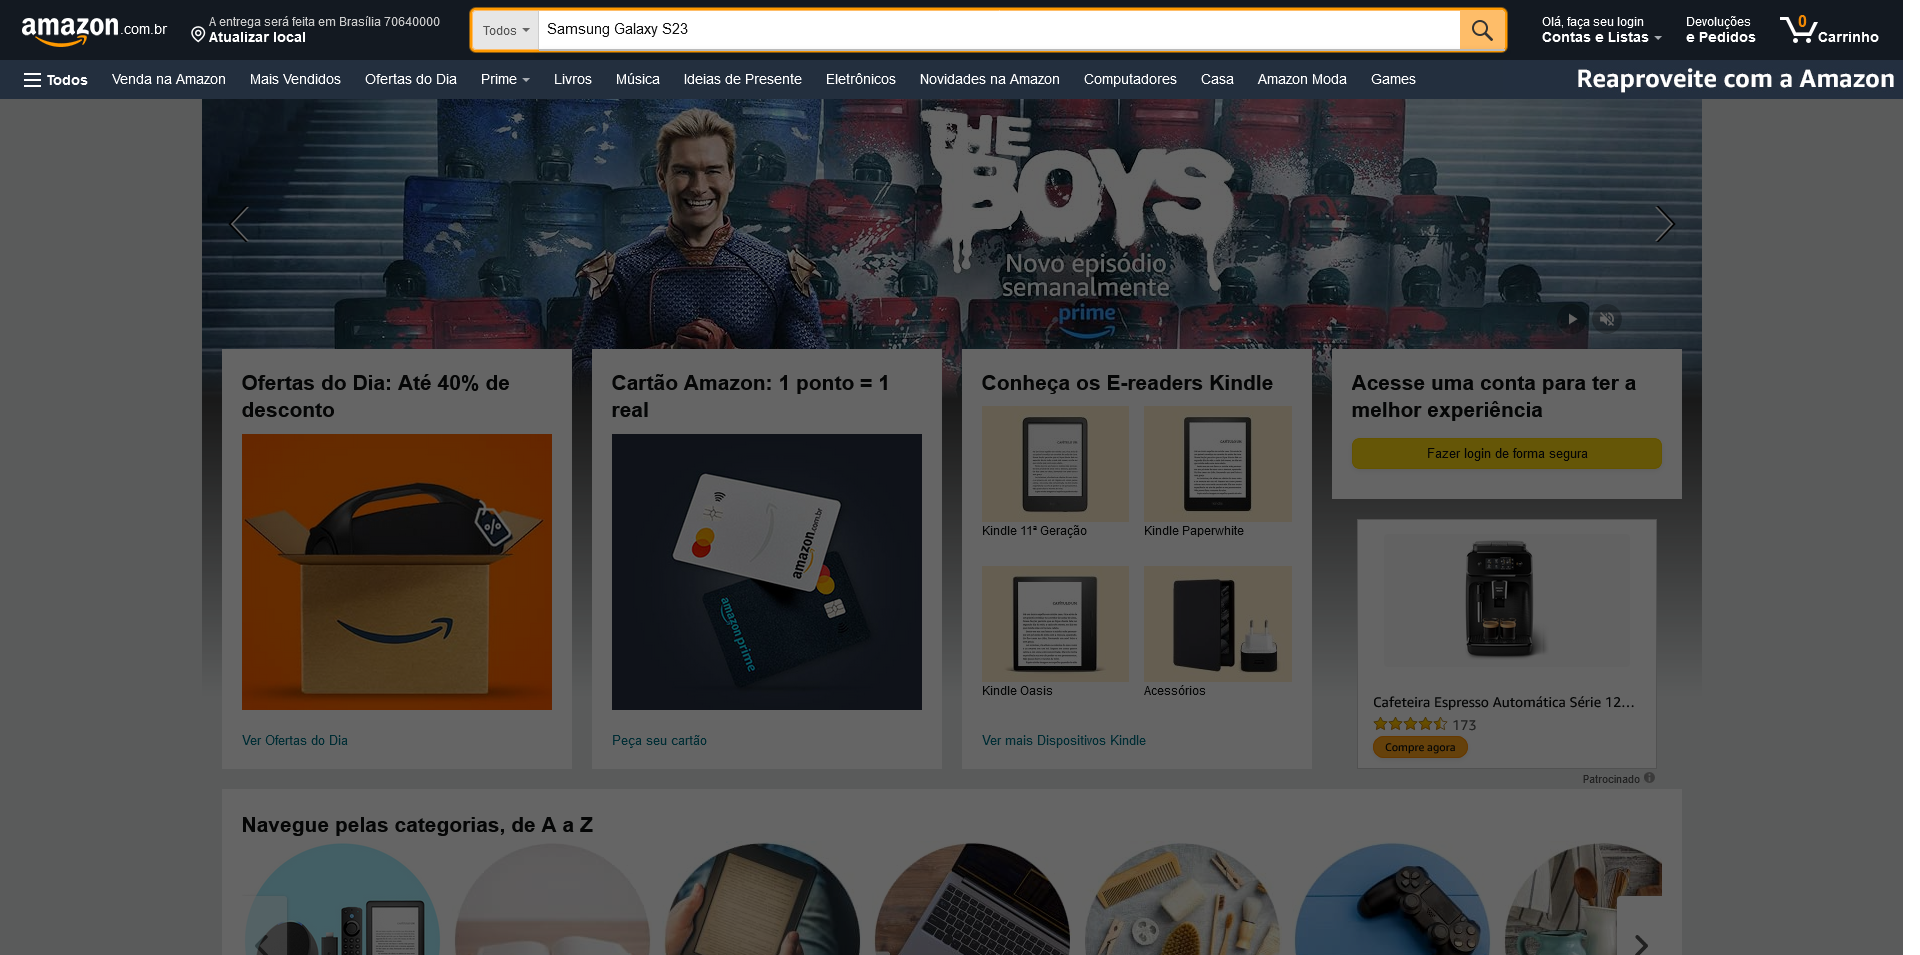 amazon.com.br
A entrega será feita em Brasília 70640000
Atualizar local
Todos
Samsung Galaxy S23
Olá, faça seu login
Contas e Listas
Devoluções
e Pedidos
0
Carrinho
Todos
Venda na Amazon
Mais Vendidos
Ofertas do Dia
Prime
Livros
Música
Ideias de Presente
Eletrônicos
Novidades na Amazon
Computadores
Casa
Amazon Moda
Games
Reaproveite com a Amazon
THE
BOYS
Novo episódio
semanalmente
prime
Ofertas do Dia: Até 40% de
desconto
%
Ver Ofertas do Dia
Cartão Amazon: 1 ponto = 1
real
amazon.com.br
amazon prime
Peça seu cartão
Conheça os E-readers Kindle
Kindle 11ª Geração
Kindle Paperwhite
Kindle Oasis
Acessórios
Ver mais Dispositivos Kindle
Acesse uma conta para ter a
melhor experiência
Fazer login de forma segura
Cafeteira Espresso Automática Série 12...
173
Compre agora
Patrocinado
Navegue pelas categorias, de A a Z